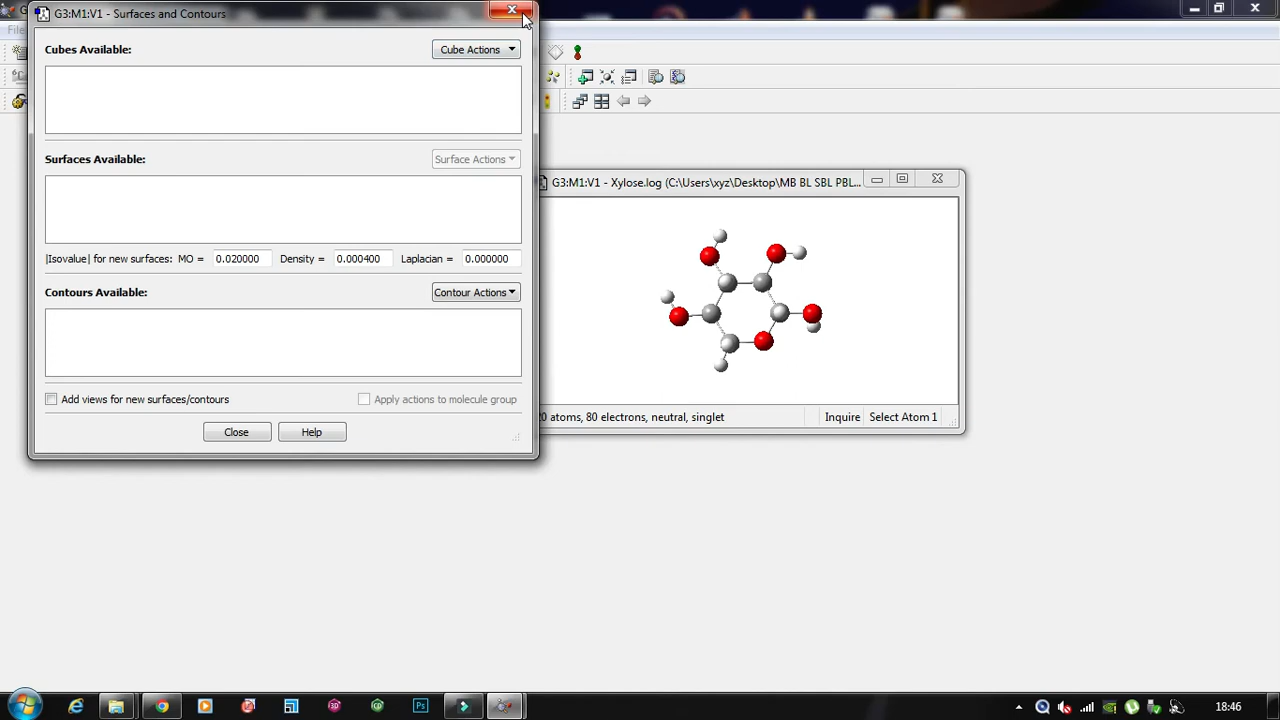 G3:M1:V1 - Surfaces and Contours
File
Cubes Available:
Cube Actions
Surfaces Available:
Surface Actions
|Isovalue| for new surfaces: MO = 0.020000 Density = 0.000400 Laplacian = 0.000000
Contours Available:
Contour Actions
Add views for new surfaces/contours
Apply actions to molecule group
Close
Help
G3:M1:V1 - Xylose.log (C:\Users\xyz\Desktop\MB BL SBL PBL...
20 atoms, 80 electrons, neutral, singlet
Inquire
Select Atom 1
Ps
18:46